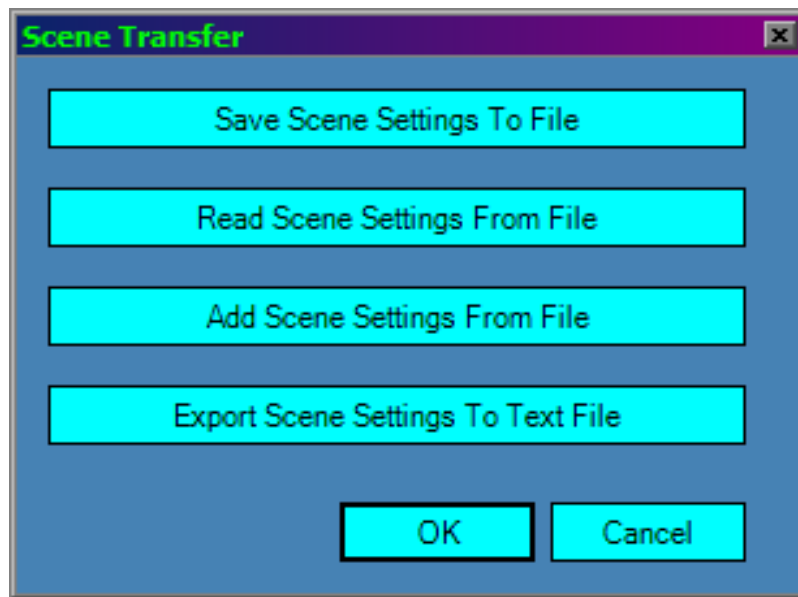 Scene Transfer
Save Scene Settings To File
Read Scene Settings From File
Add Scene Settings From File
Export Scene Settings To Text File
OK Cancel